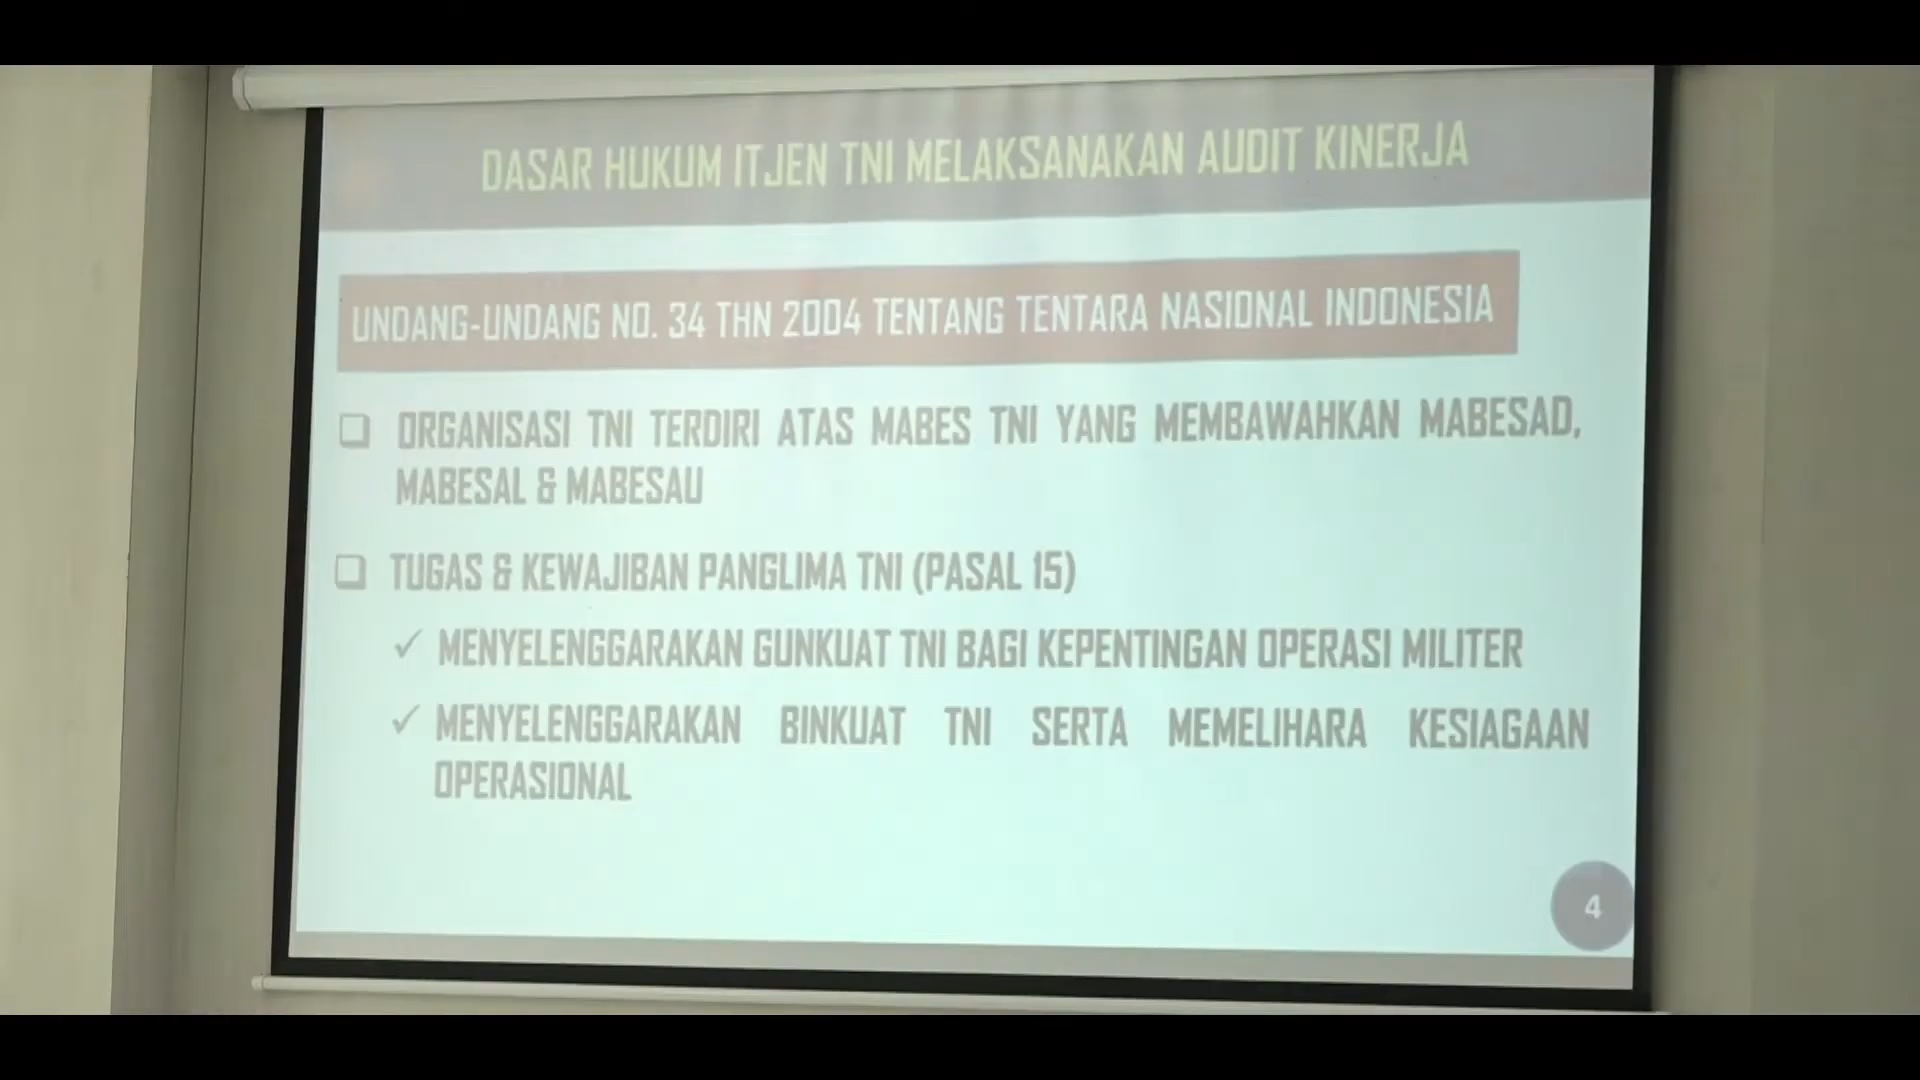 DASAR HUKUM ITJEN TNI MELAKSANAKAN AUDIT KINERJA
UNDANG-UNDANG NO. 34 THN 2004 TENTANG TENTARA NASIONAL INDONESIA
ORGANISASI TNI TERDIRI ATAS MABES TNI YANG MEMBAWAHKAN MABESAD,
MABESAL & MABESAU
TUGAS & KEWAJIBAN PANGLIMA TNI (PASAL 15)
MENYELENGGARAKAN GUNKUAT TNI BAGI KEPENTINGAN OPERASI MILITER
MENYELENGGARAKAN BINKUAT TNI SERTA MEMELIHARA KESIAGAAN
OPERASIONAL
4